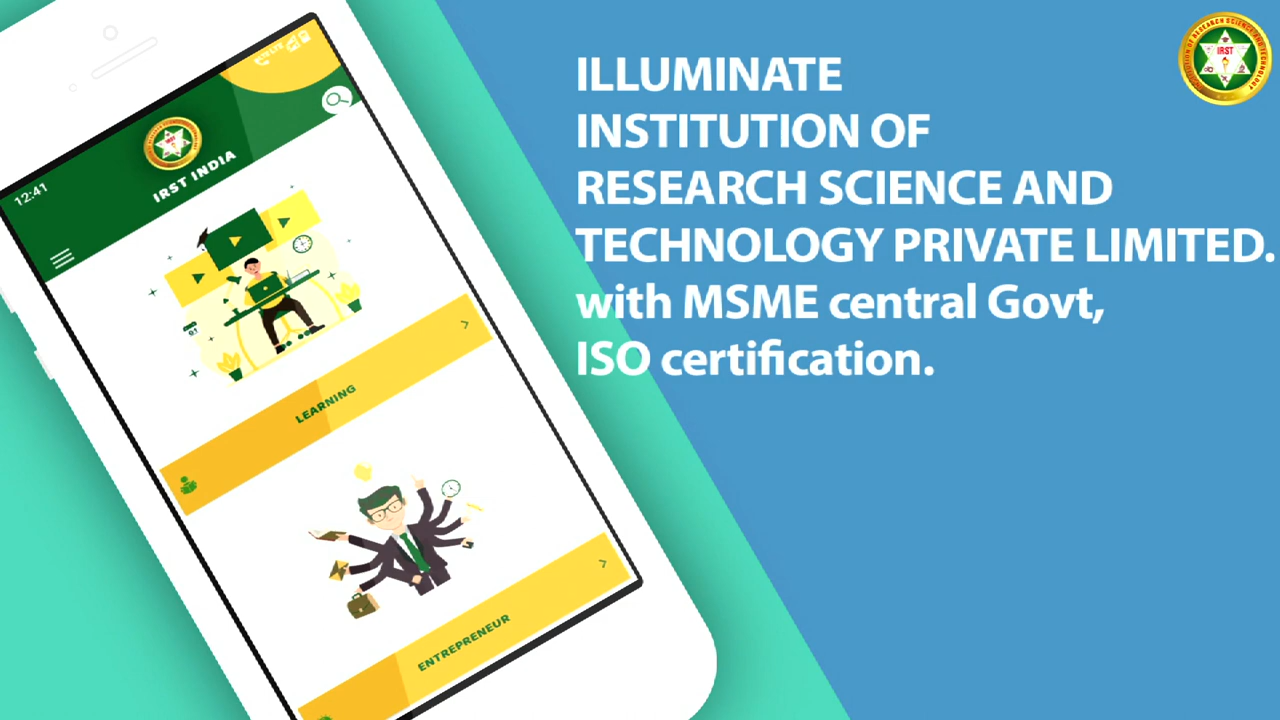 ILLUMINATE
INSTITUTION OF
RESEARCH SCIENCE AND
TECHNOLOGY PRIVATE LIMITED.
with MSME central Govt,
ISO certification.
IRST
12:41
IRST INDIA
LEARNING
ENTREPRENEUR